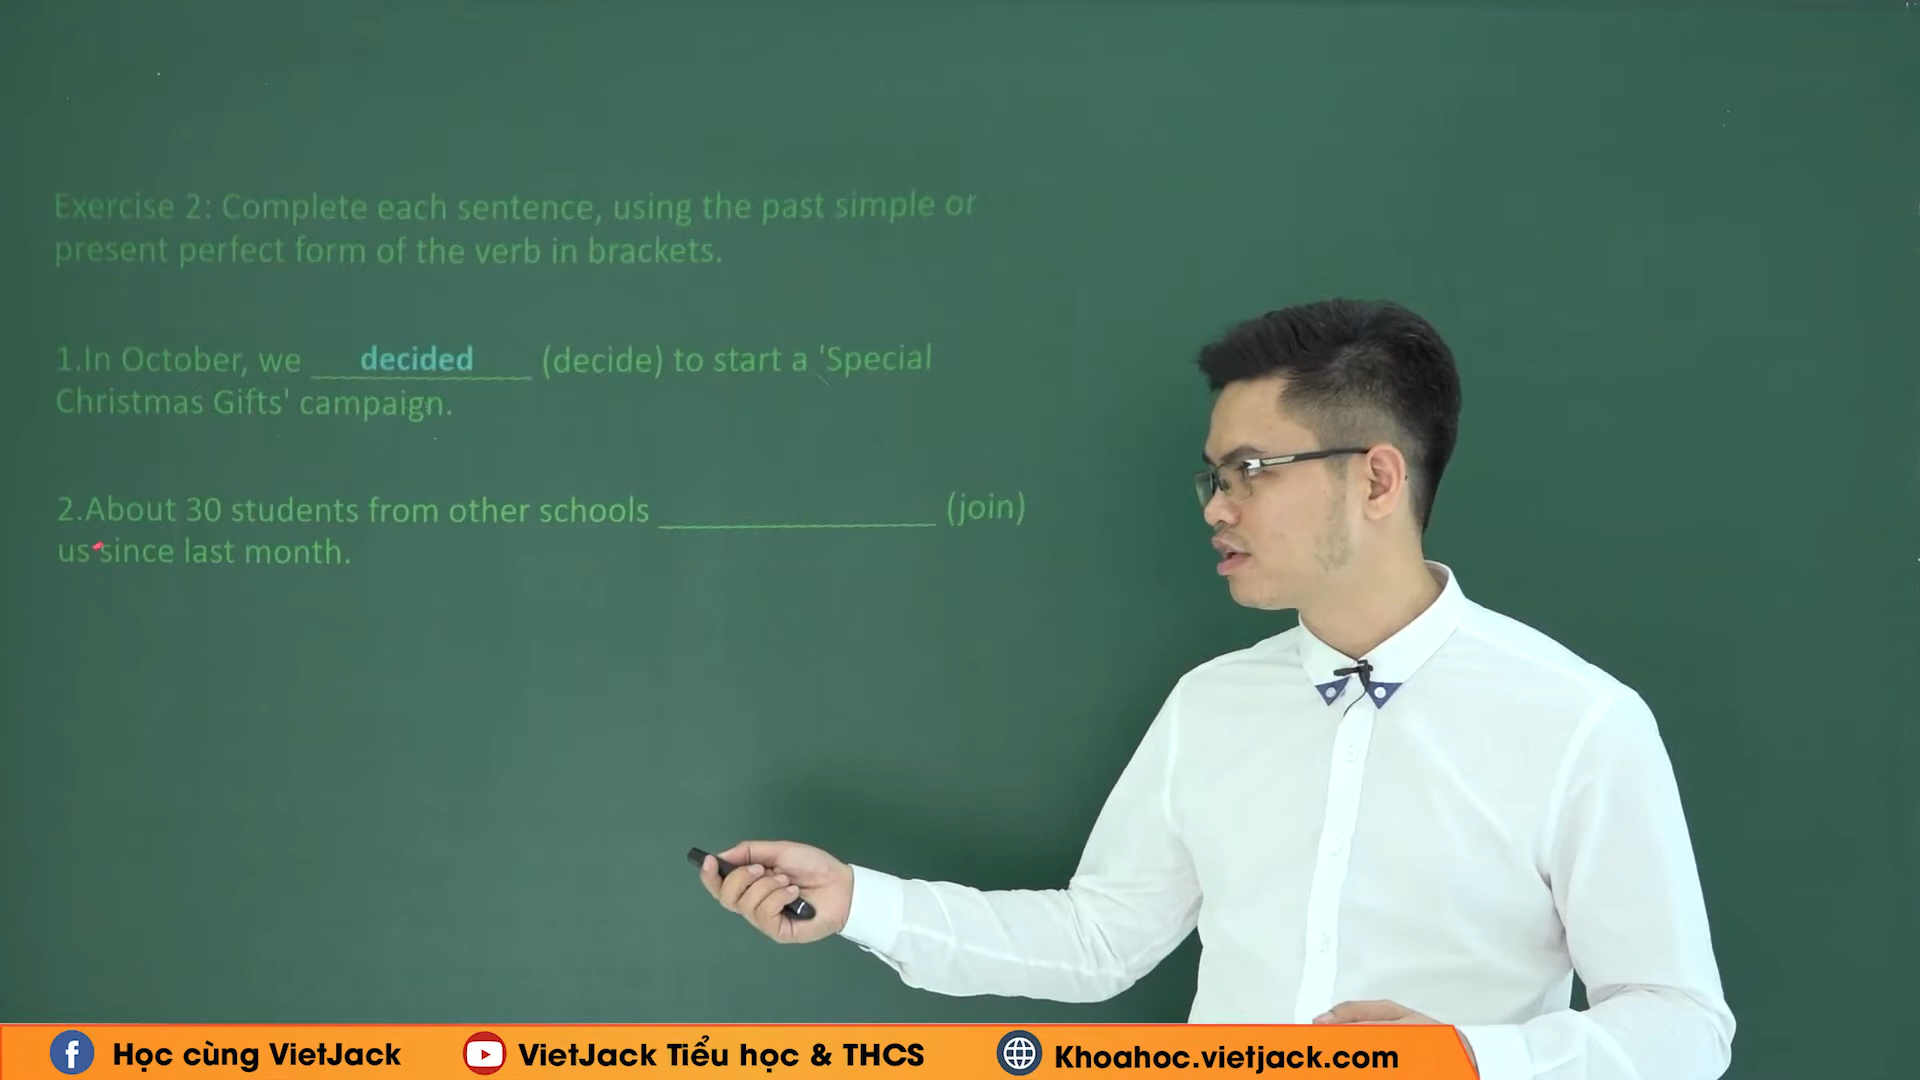 Exercise 2: Complete each sentence, using the past simple or
present perfect form of the verb in brackets.
1.In October, we ____________ decided (decide) to start a 'Special
Christmas Gifts' campaign.
2.About 30 students from other schools _______________ (join)
us since last month.
Học cùng VietJack
VietJack Tiểu học & THCS
Khoahoc.vietjack.com